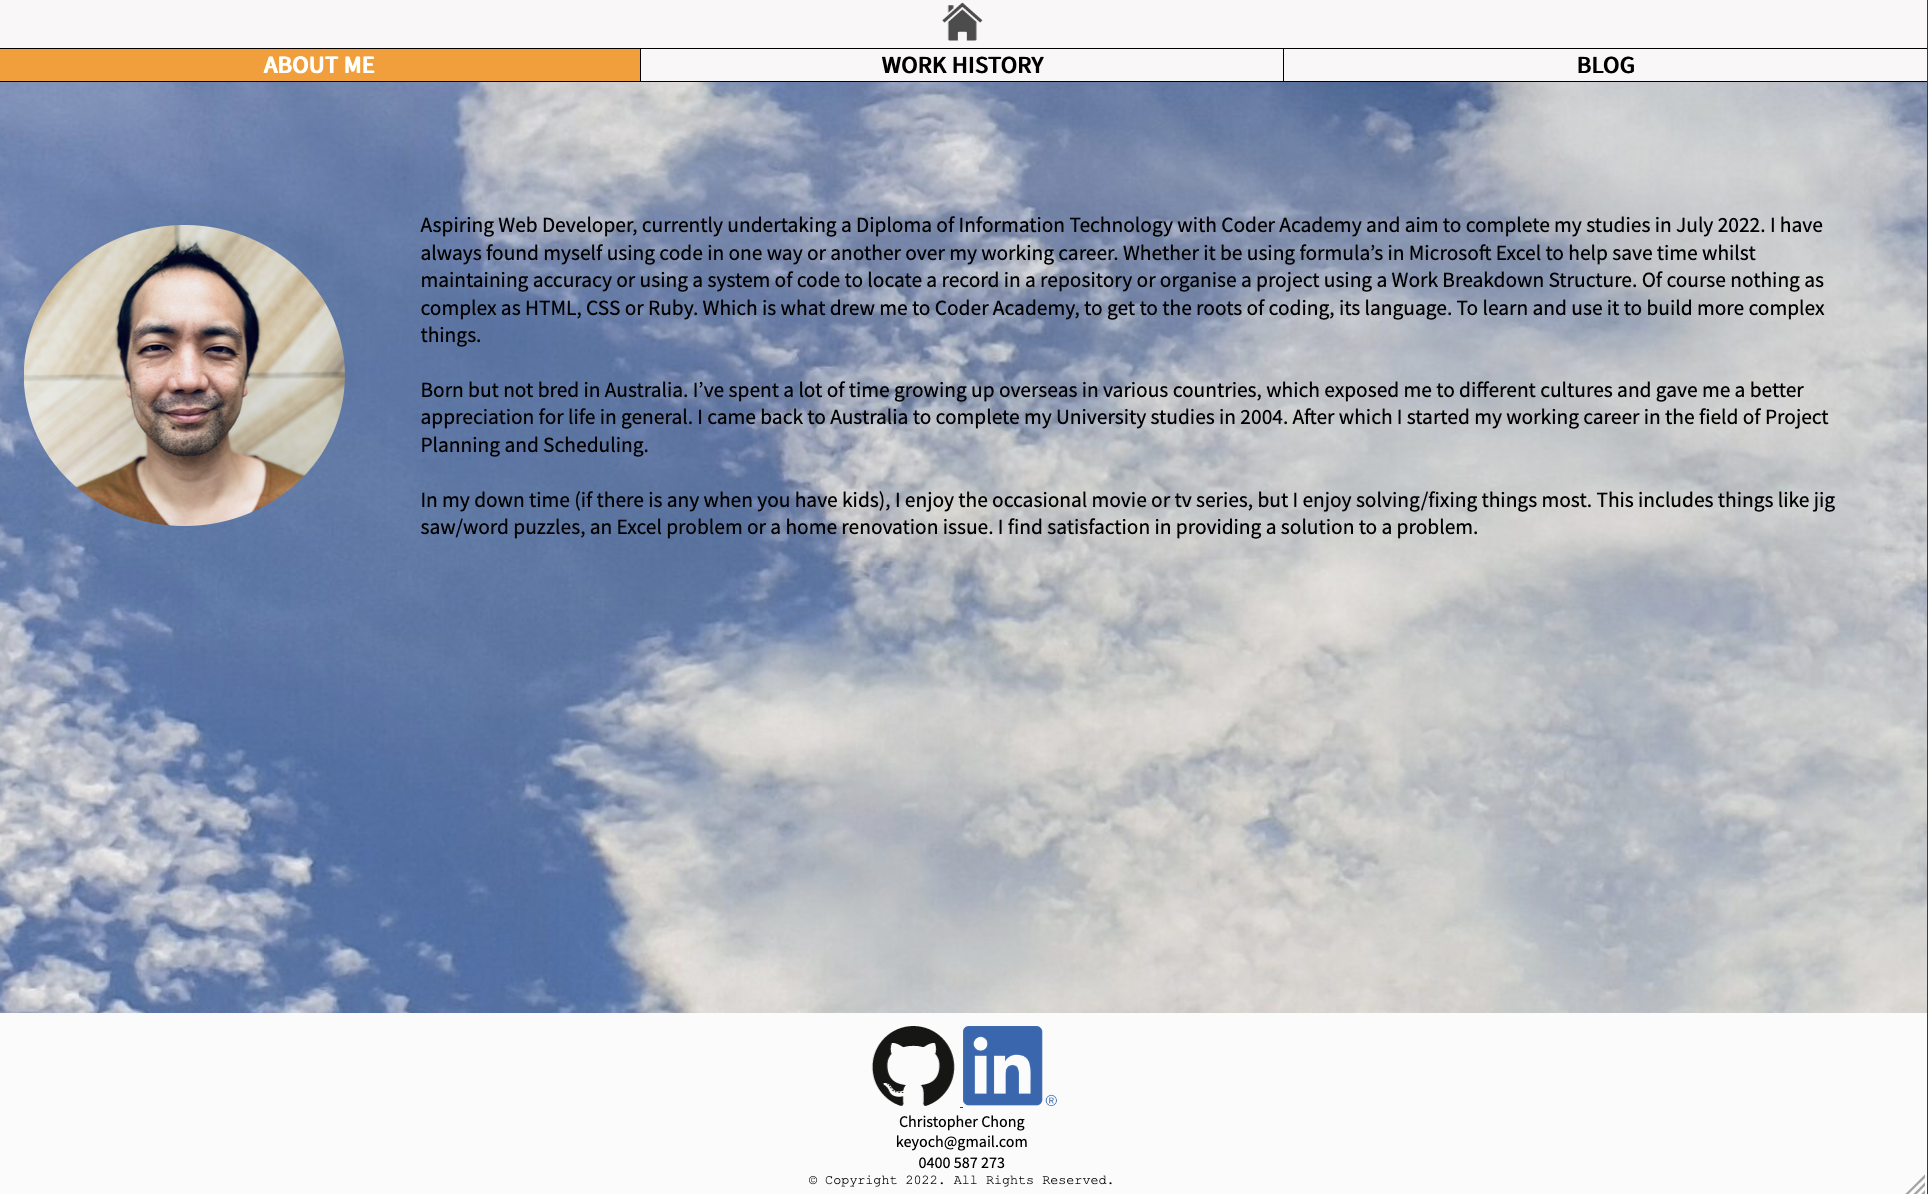 ABOUT ME
WORK HISTORY
BLOG
Aspiring Web Developer, currently undertaking a Diploma of Information Technology with Coder Academy and aim to complete my studies in July 2022. I have
always found myself using code in one way or another over my working career. Whether it be using formula’s in Microsoft Excel to help save time whilst
maintaining accuracy or using a system of code to locate a record in a repository or organise a project using a Work Breakdown Structure. Of course nothing as
complex as HTML, CSS or Ruby. Which is what drew me to Coder Academy, to get to the roots of coding, its language. To learn and use it to build more complex
things.
Born but not bred in Australia. I’ve spent a lot of time growing up overseas in various countries, which exposed me to different cultures and gave me a better
appreciation for life in general. I came back to Australia to complete my University studies in 2004. After which I started my working career in the field of Project
Planning and Scheduling.
In my down time (if there is any when you have kids), I enjoy the occasional movie or tv series, but I enjoy solving/fixing things most. This includes things like jig
saw/word puzzles, an Excel problem or a home renovation issue. I find satisfaction in providing a solution to a problem.
in ®
Christopher Chong
keyoch@gmail.com
0400 587 273
© Copyright 2022. All Rights Reserved.